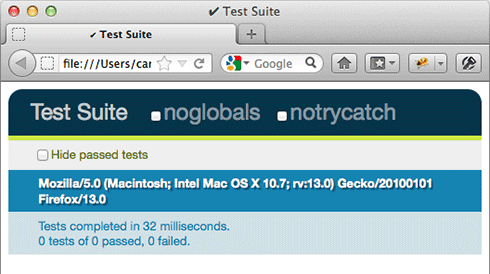 ✔ Test Suite
✔ Test Suite
file:///Users/car
Google
Test Suite noglobals notrycatch
Hide passed tests
Mozilla/5.0 (Macintosh; Intel Mac OS X 10.7; rv:13.0) Gecko/20100101
Firefox/13.0
Tests completed in 32 milliseconds.
0 tests of 0 passed, 0 failed.